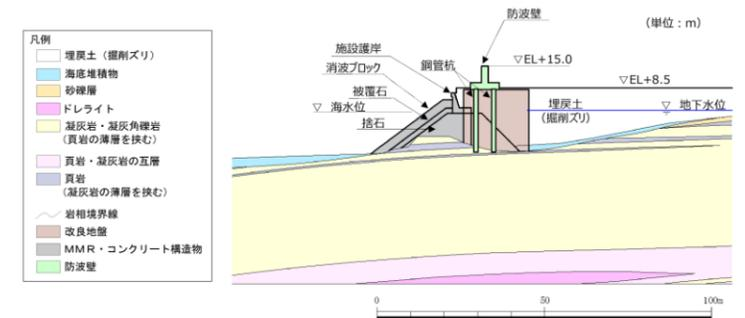 凡例
埋戻土（掘削ズリ）
海底堆積物
砂礫層
ドレライト
凝灰岩・凝灰角礫岩
（頁岩の薄層を挟む）
頁岩・凝灰岩の互層
頁岩
（凝灰岩の薄層を挟む）
岩相境界線
改良地盤
MMR・コンクリート構造物
防波壁
防波壁
（単位：m）
施設護岸
鋼管杭
▽EL+15.0
消波ブロック
▽EL+8.5
被覆石
▽ 海水位
埋戻土
（掘削ズリ）
▽ 地下水位
捨石
0
50
100m